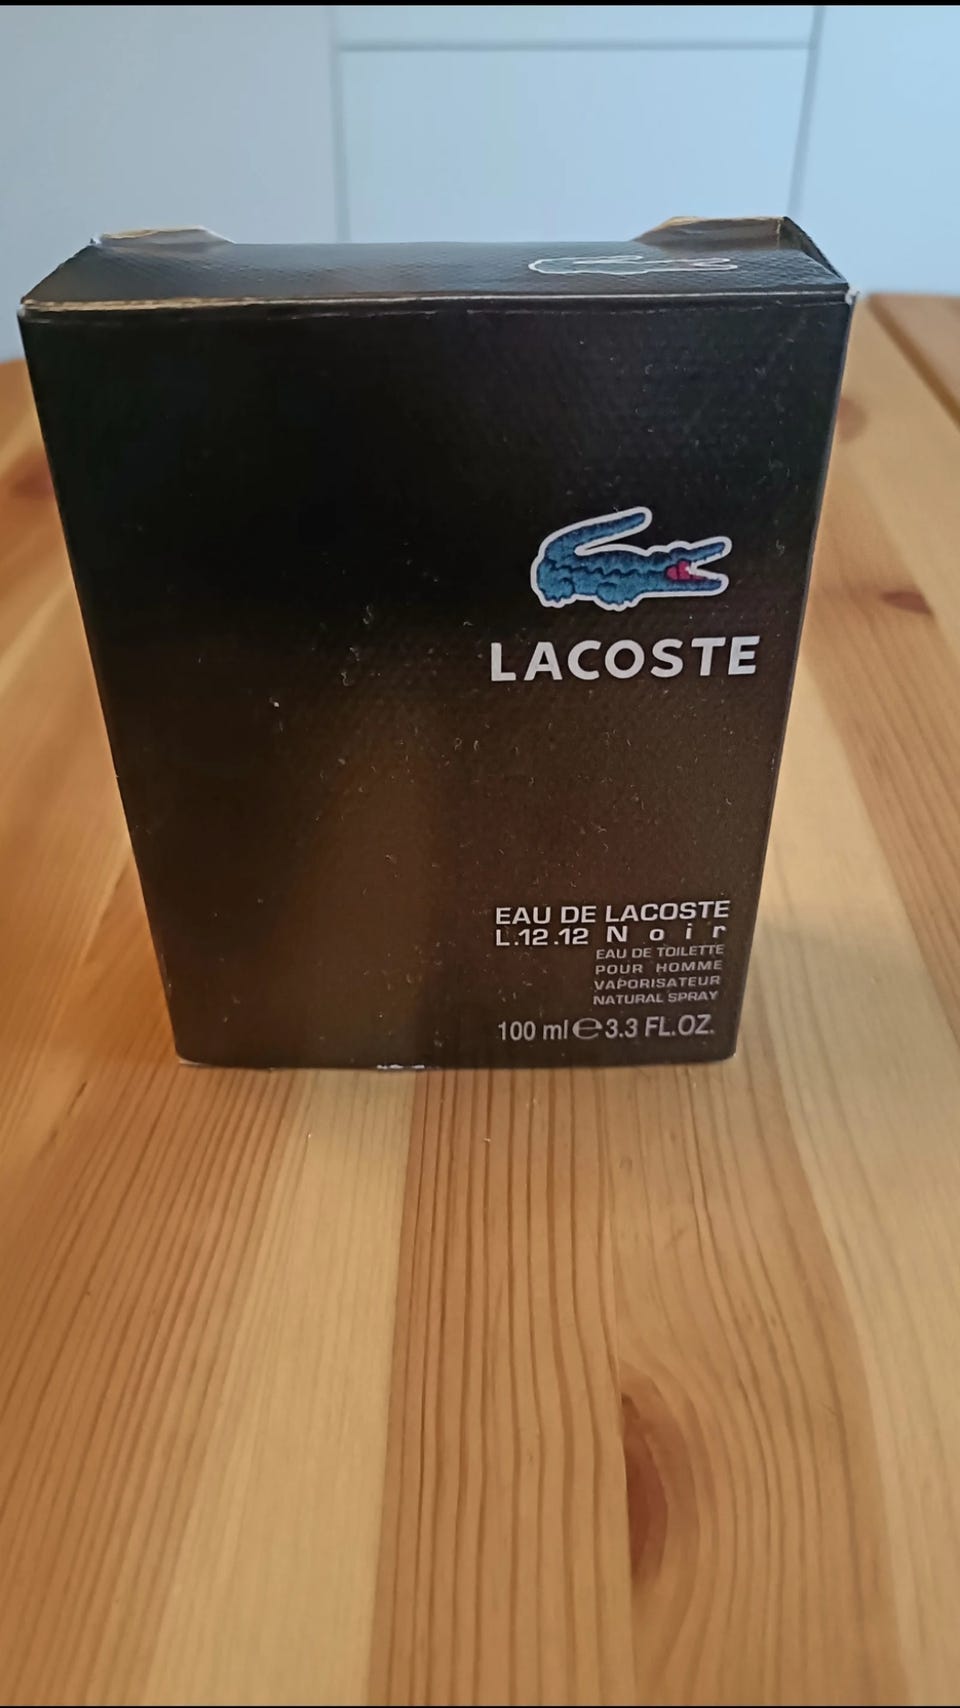 LACOSTE
EAU DE LACOSTE
L.12.12 Noir
EAU DE TOILETTE
POUR HOMME
VAPORISATEUR
NATURAL SPRAY
100 ml ℮ 3.3 FL.OZ.